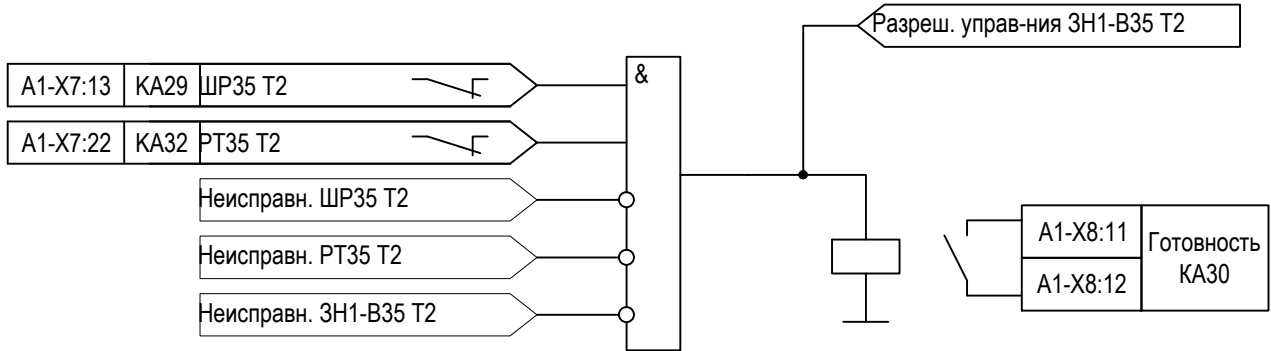 Разреш. управ-ния ЗН1-В35 Т2
&
A1-X7:13 KA29 ШР35 Т2
A1-X7:22 KA32 РТ35 Т2
Неисправн. ШР35 Т2
Неисправн. РТ35 Т2
Неисправн. ЗН1-В35 Т2
A1-X8:11
A1-X8:12
Готовность
KA30